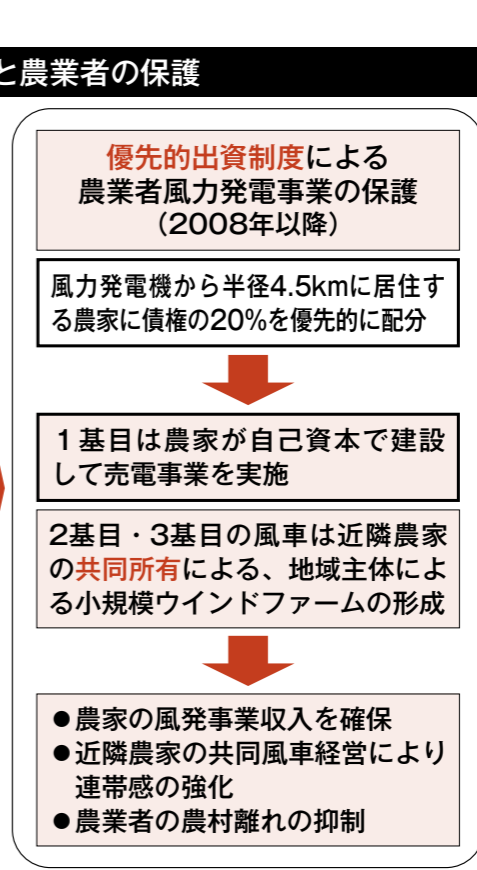 と農業者の保護
優先的出資制度による
農業者風力発電事業の保護
（2008年以降）
風力発電機から半径4.5kmに居住す
る農家に債権の20%を優先的に配分
1基目は農家が自己資本で建設
して売電事業を実施
2基目・3基目の風車は近隣農家
の共同所有による、地域主体によ
る小規模ウインドファームの形成
●農家の風発事業収入を確保
●近隣農家の共同風車経営により
連帯感の強化
●農業者の農村離れの抑制